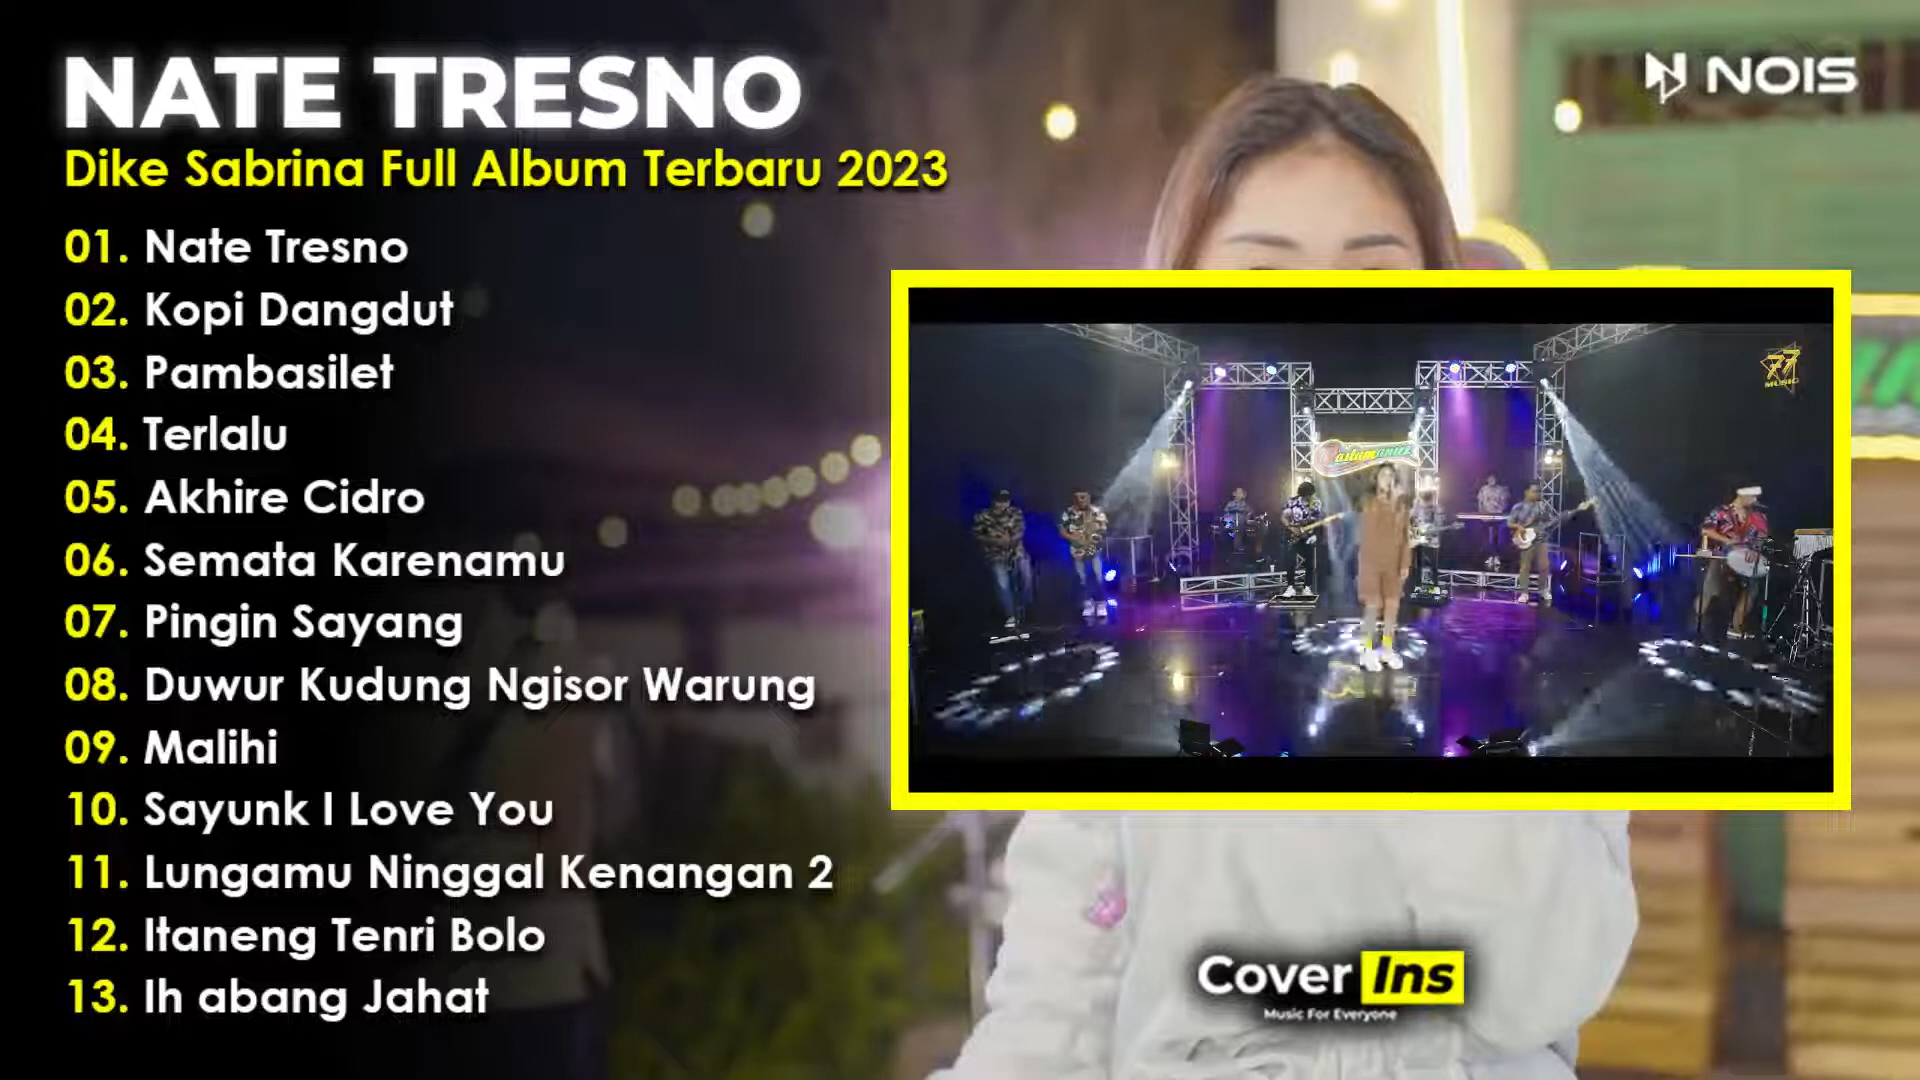 NATE TRESNO
Dike Sabrina Full Album Terbaru 2023
01. Nate Tresno
02. Kopi Dangdut
03. Pambasilet
04. Terlalu
05. Akhire Cidro
06. Semata Karenamu
07. Pingin Sayang
08. Duwur Kudung Ngisor Warung
09. Malihi
10. Sayunk I Love You
11. Lungamu Ninggal Kenangan 2
12. Itaneng Tenri Bolo
13. Ih abang Jahat
NOIS
77
MUSIC
Cover Ins
Music For Everyone